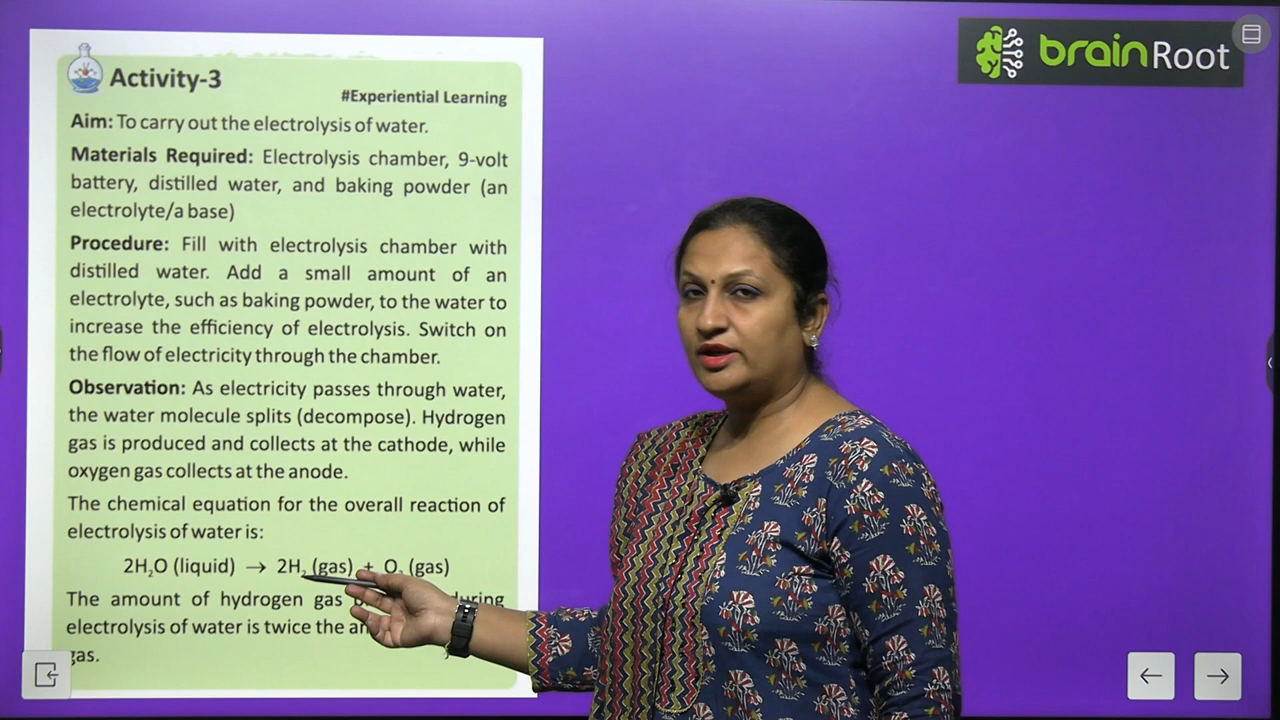 Activity-3
#Experiential Learning
Aim: To carry out the electrolysis of water.
Materials Required: Electrolysis chamber, 9-volt
battery, distilled water, and baking powder (an
electrolyte/a base)
Procedure: Fill with electrolysis chamber with
distilled water. Add a small amount of an
electrolyte, such as baking powder, to the water to
increase the efficiency of electrolysis. Switch on
the flow of electricity through the chamber.
Observation: As electricity passes through water,
the water molecule splits (decompose). Hydrogen
gas is produced and collects at the cathode, while
oxygen gas collects at the anode.
The chemical equation for the overall reaction of
electrolysis of water is:
2H₂O (liquid) → 2H₂ (gas) + O₂ (gas)
The amount of hydrogen gas during
electrolysis of water is twice the
gas.
brainRoot